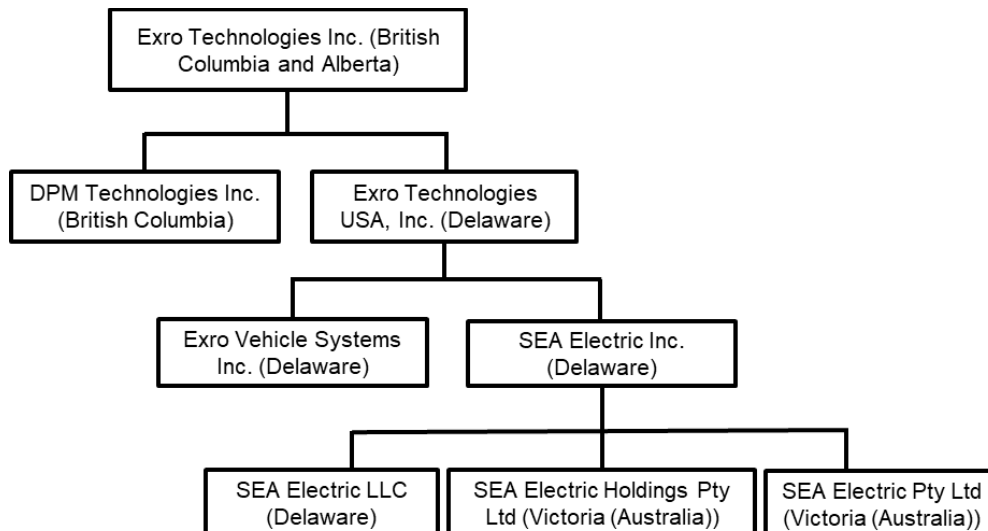 Exro Technologies Inc. (British
Columbia and Alberta)
DPM Technologies Inc.
(British Columbia)
Exro Technologies
USA, Inc. (Delaware)
Exro Vehicle Systems
Inc. (Delaware)
SEA Electric Inc.
(Delaware)
SEA Electric LLC
(Delaware)
SEA Electric Holdings Pty
Ltd (Victoria (Australia))
SEA Electric Pty Ltd
(Victoria (Australia))